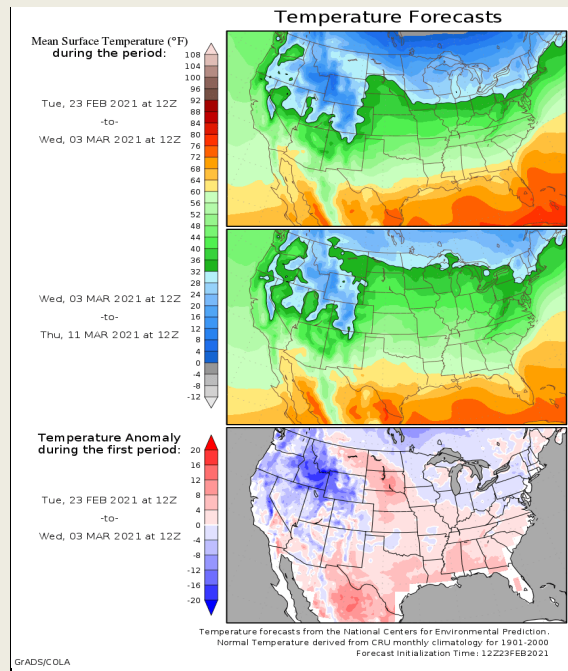 Temperature Forecasts
Mean Surface Temperature (°F)
during the period:
Tue, 23 FEB 2021 at 12Z
-to-
Wed, 03 MAR 2021 at 12Z
108
104
100
96
92
88
84
80
76
72
68
64
60
56
52
48
44
40
36
32
30
28
24
20
16
12
8
4
0
-4
-8
-12
Wed, 03 MAR 2021 at 12Z
-to-
Thu, 11 MAR 2021 at 12Z
Temperature Anomaly
during the first period:
Tue, 23 FEB 2021 at 12Z
-to-
Wed, 03 MAR 2021 at 12Z
20
16
12
8
4
0
-4
-8
-12
-16
-20
Temperature forecasts from the National Centers for Environmental Prediction.
Normal Temperature derived from CRU monthly climatology for 1901-2000
Forecast Initialization Time: 12Z23FEB2021
GrADS/COLA